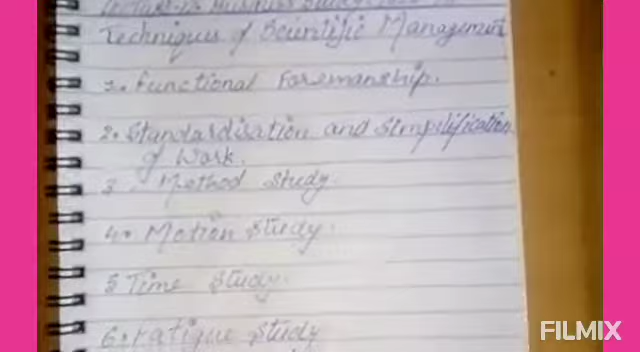 Techniques of Scientific Management
1. Functional Foremanship.
2. Standardisation and Simplification
of Work.
3. Method Study.
4. Motion Study.
5 Time Study.
6. Fatigue Study
FILMIX